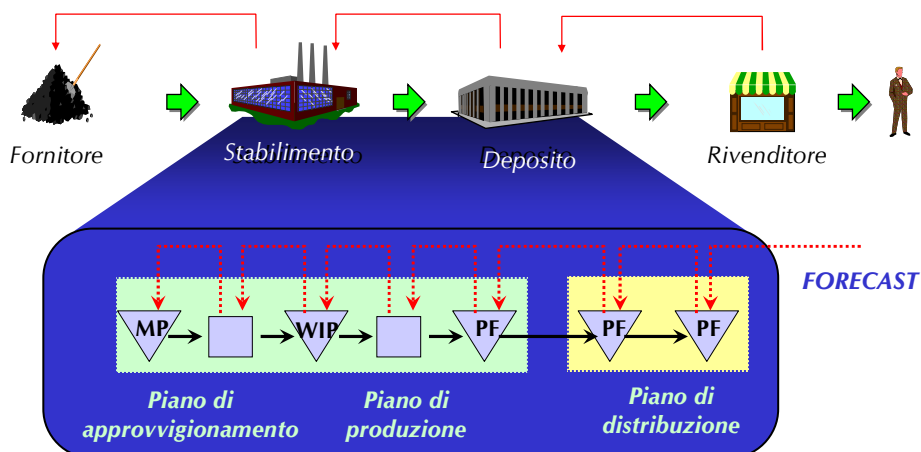 Fornitore
Stabilimento
Deposito
Rivenditore
FORECAST
MP
WIP
PF
PF
PF
Piano di
approvvigionamento
Piano di
produzione
Piano di
distribuzione